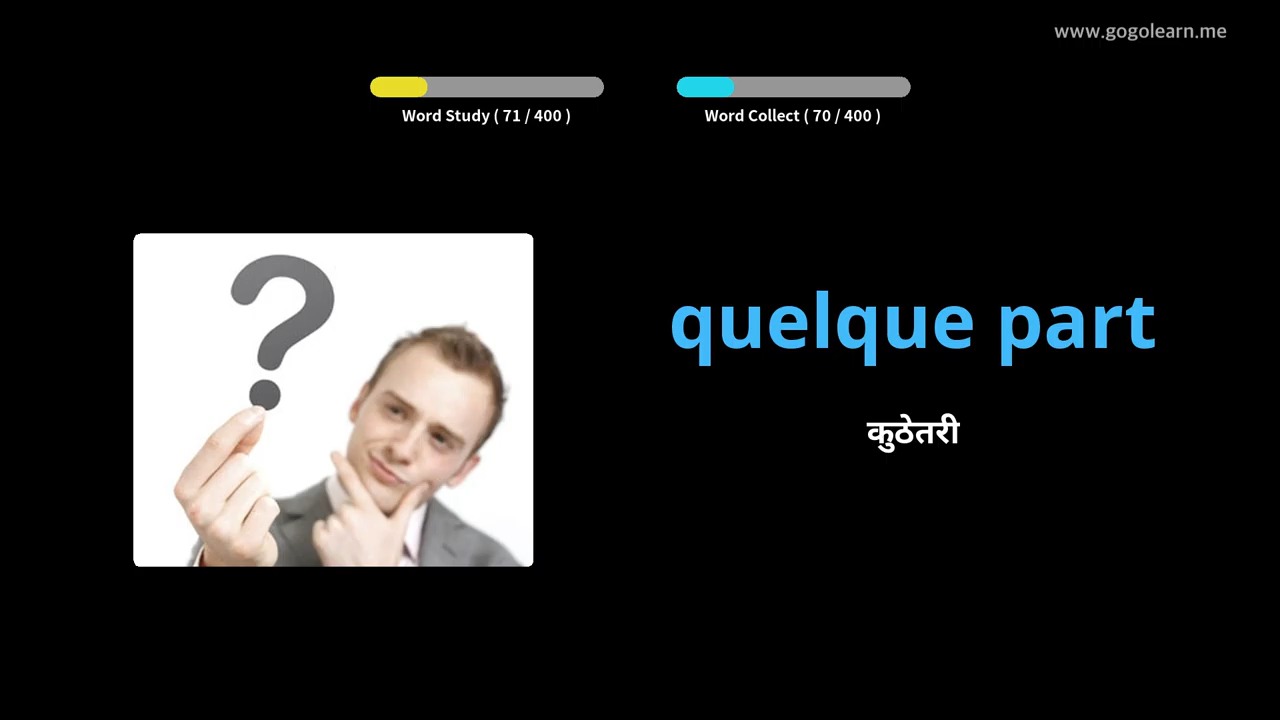 www.gogolearn.me
Word Study ( 71 / 400 )
Word Collect ( 70 / 400 )
quelque part
कुठेतरी